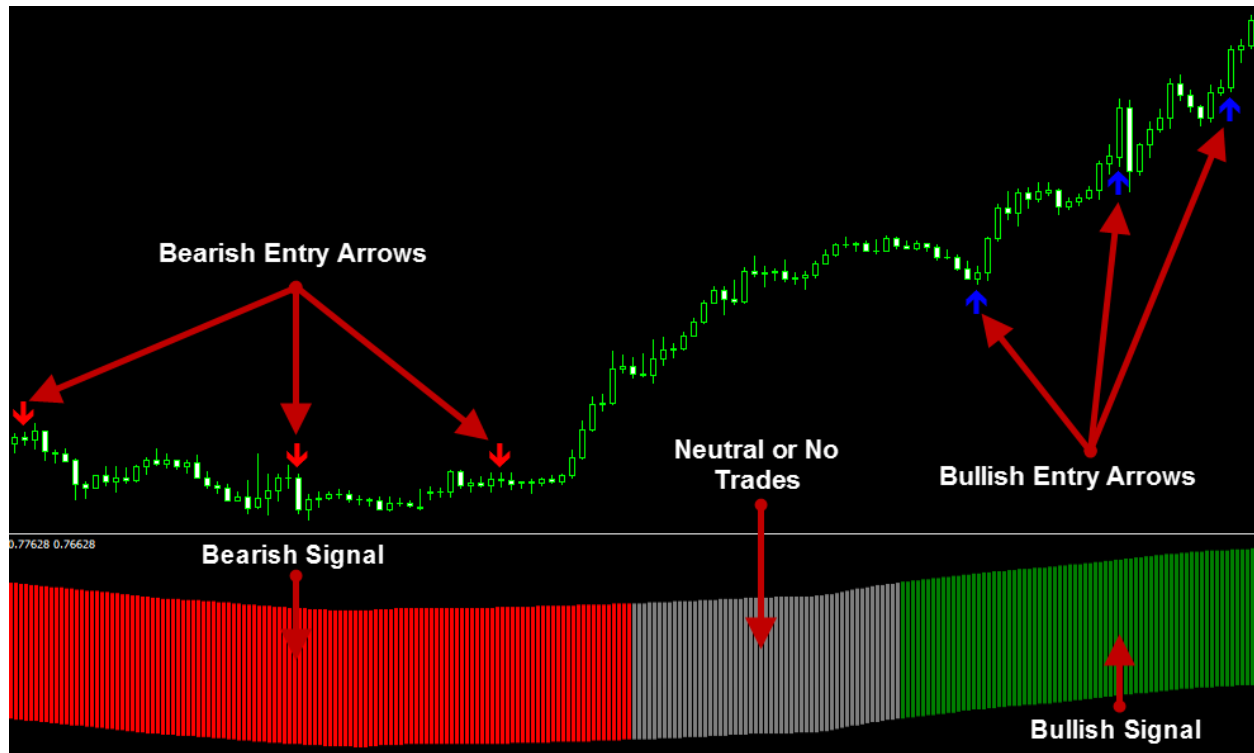 Bearish Entry Arrows
Neutral or No
Trades
Bullish Entry Arrows
0.77628 0.76628
Bearish Signal
Bullish Signal